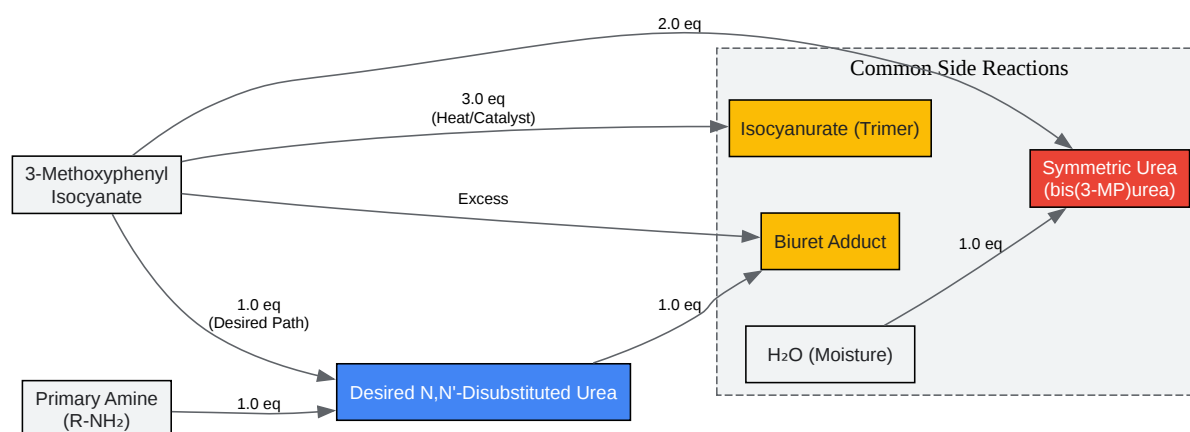 2.0 eq
Common Side Reactions
3.0 eq
(Heat/Catalyst)
Isocyanurate (Trimer)
3-Methoxyphenyl
Isocyanate
Symmetric Urea
(bis(3-MP)urea)
Excess
Biuret Adduct
1.0 eq
1.0 eq
(Desired Path)
1.0 eq
H₂O (Moisture)
Desired N,N'-Disubstituted Urea
Primary Amine
(R-NH₂)
1.0 eq